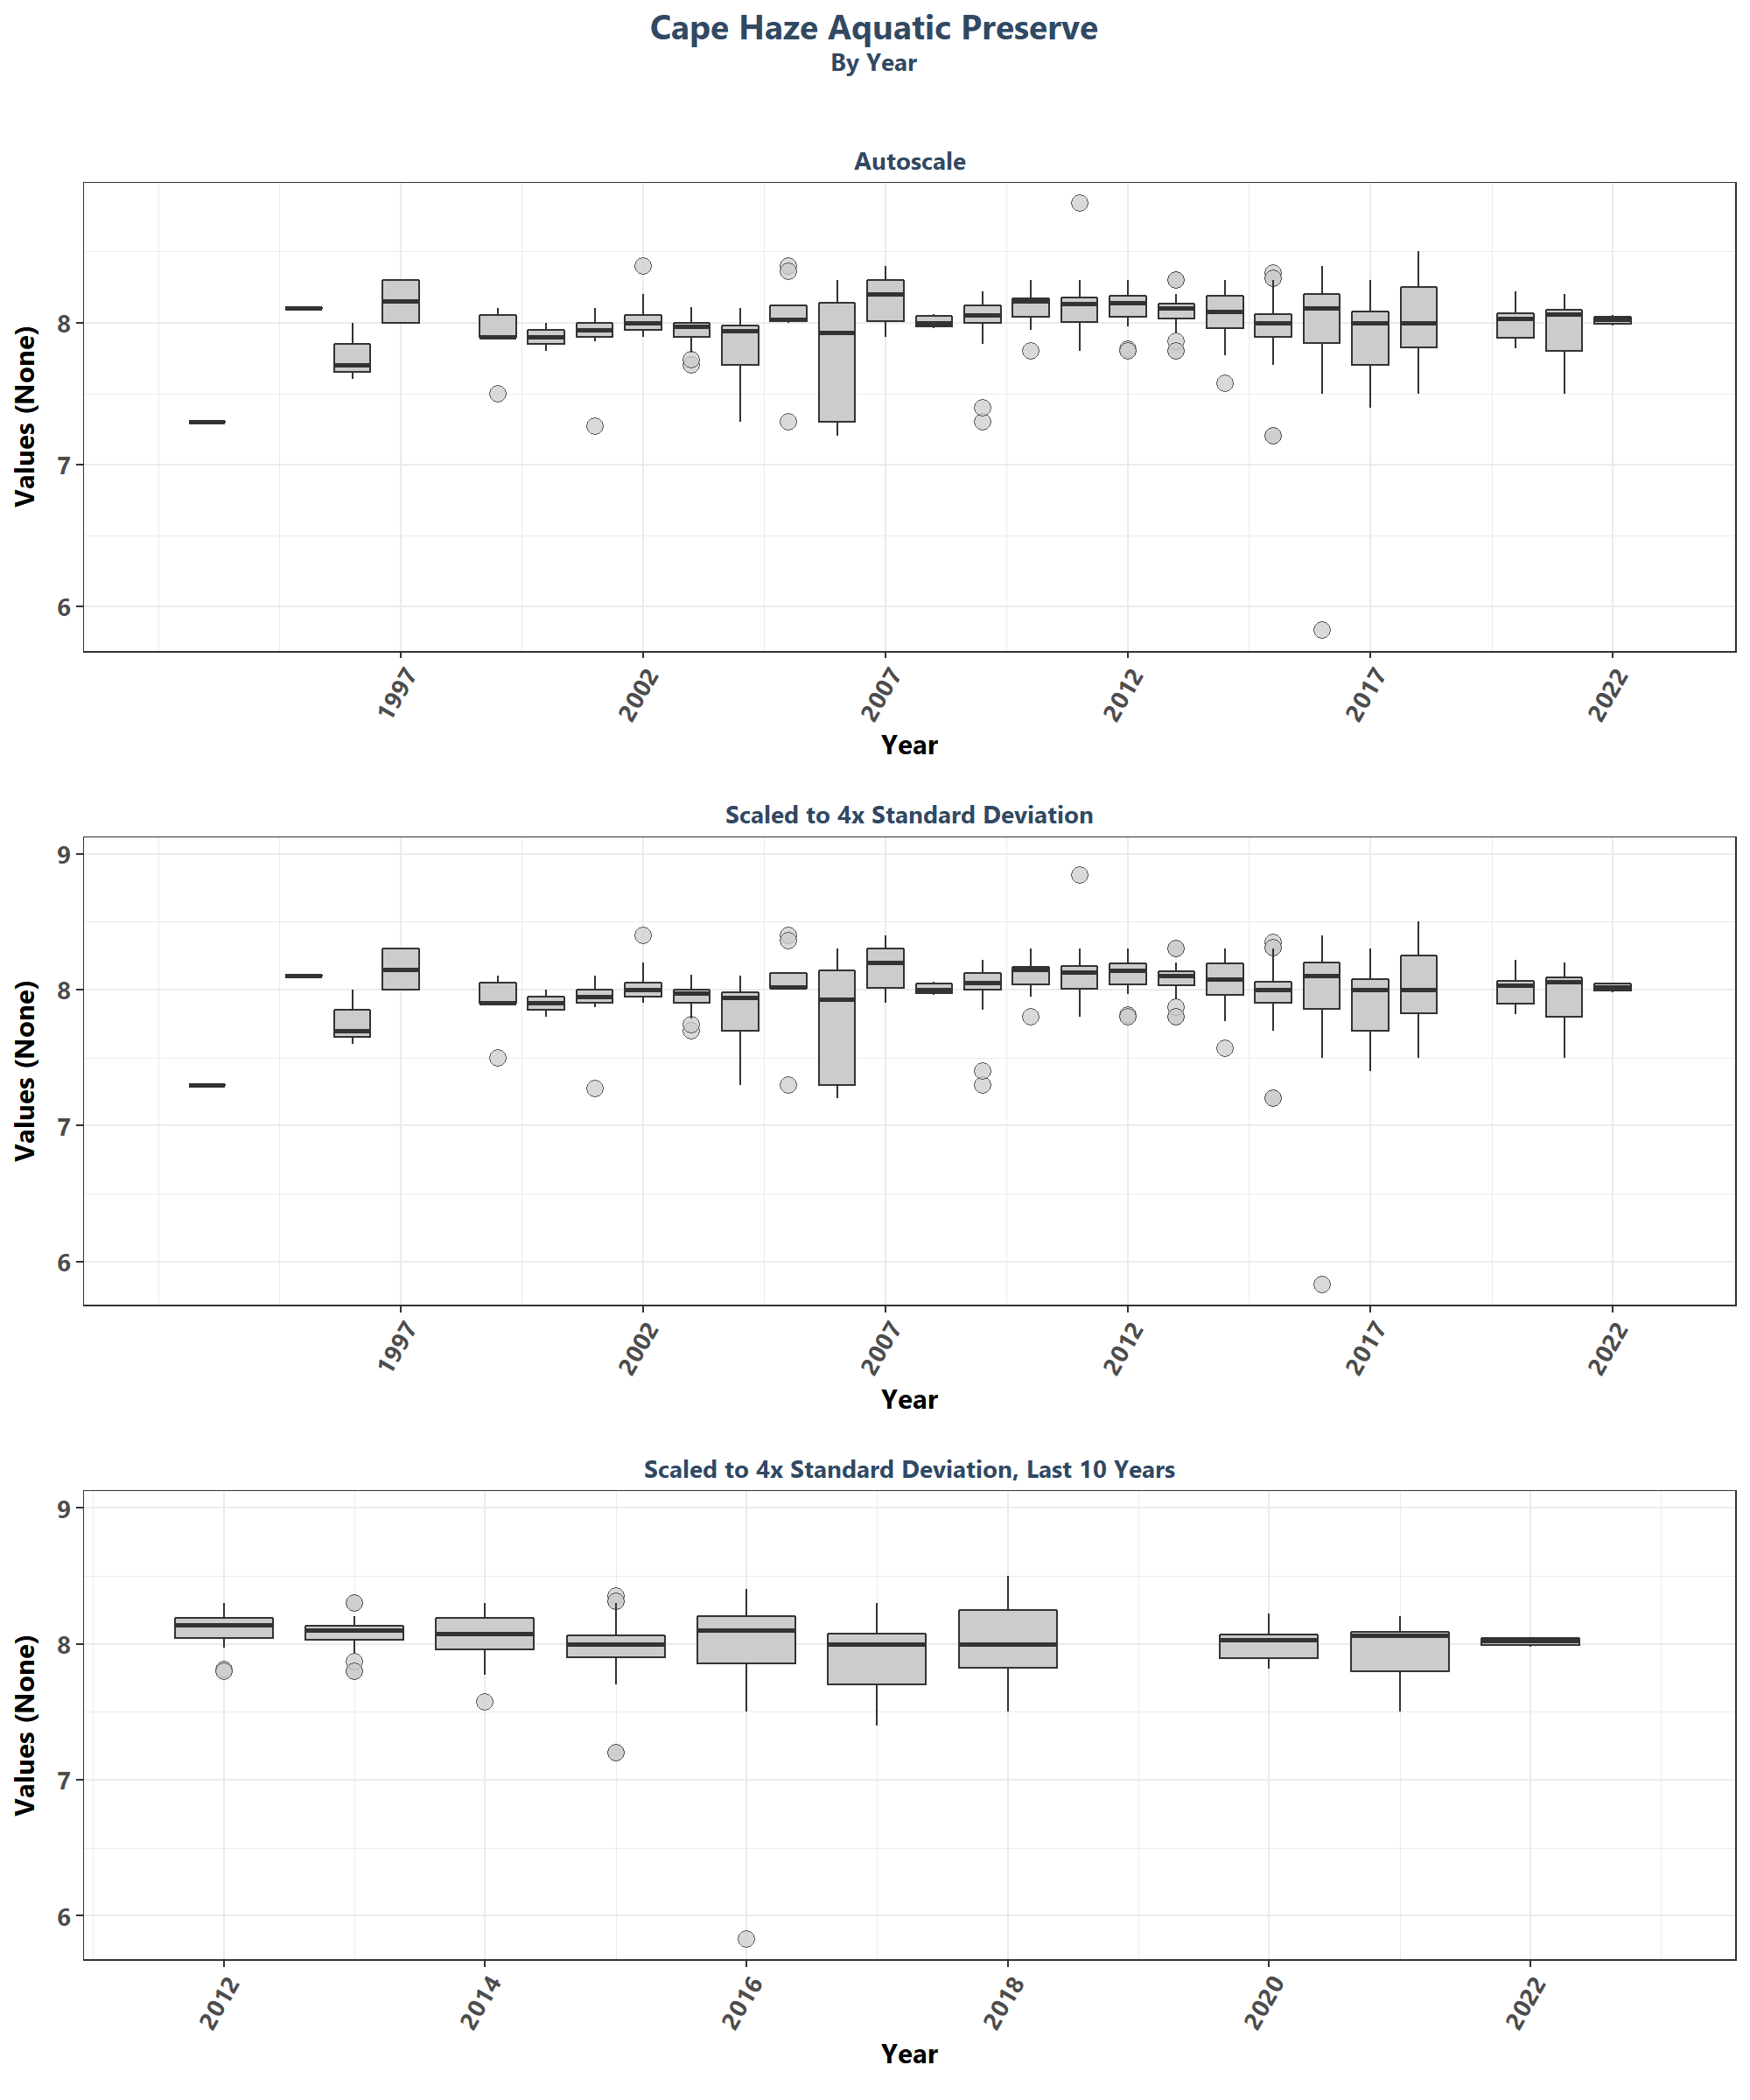 Cape Haze Aquatic Preserve
By Year
Autoscale
Values (None)
8
7
6
1997
2002
2007
2012
2017
2022
Year
Scaled to 4x Standard Deviation
Values (None)
9
8
7
6
1997
2002
2007
2012
2017
2022
Year
Scaled to 4x Standard Deviation, Last 10 Years
Values (None)
9
8
7
6
2012
2014
2016
2018
2020
2022
Year